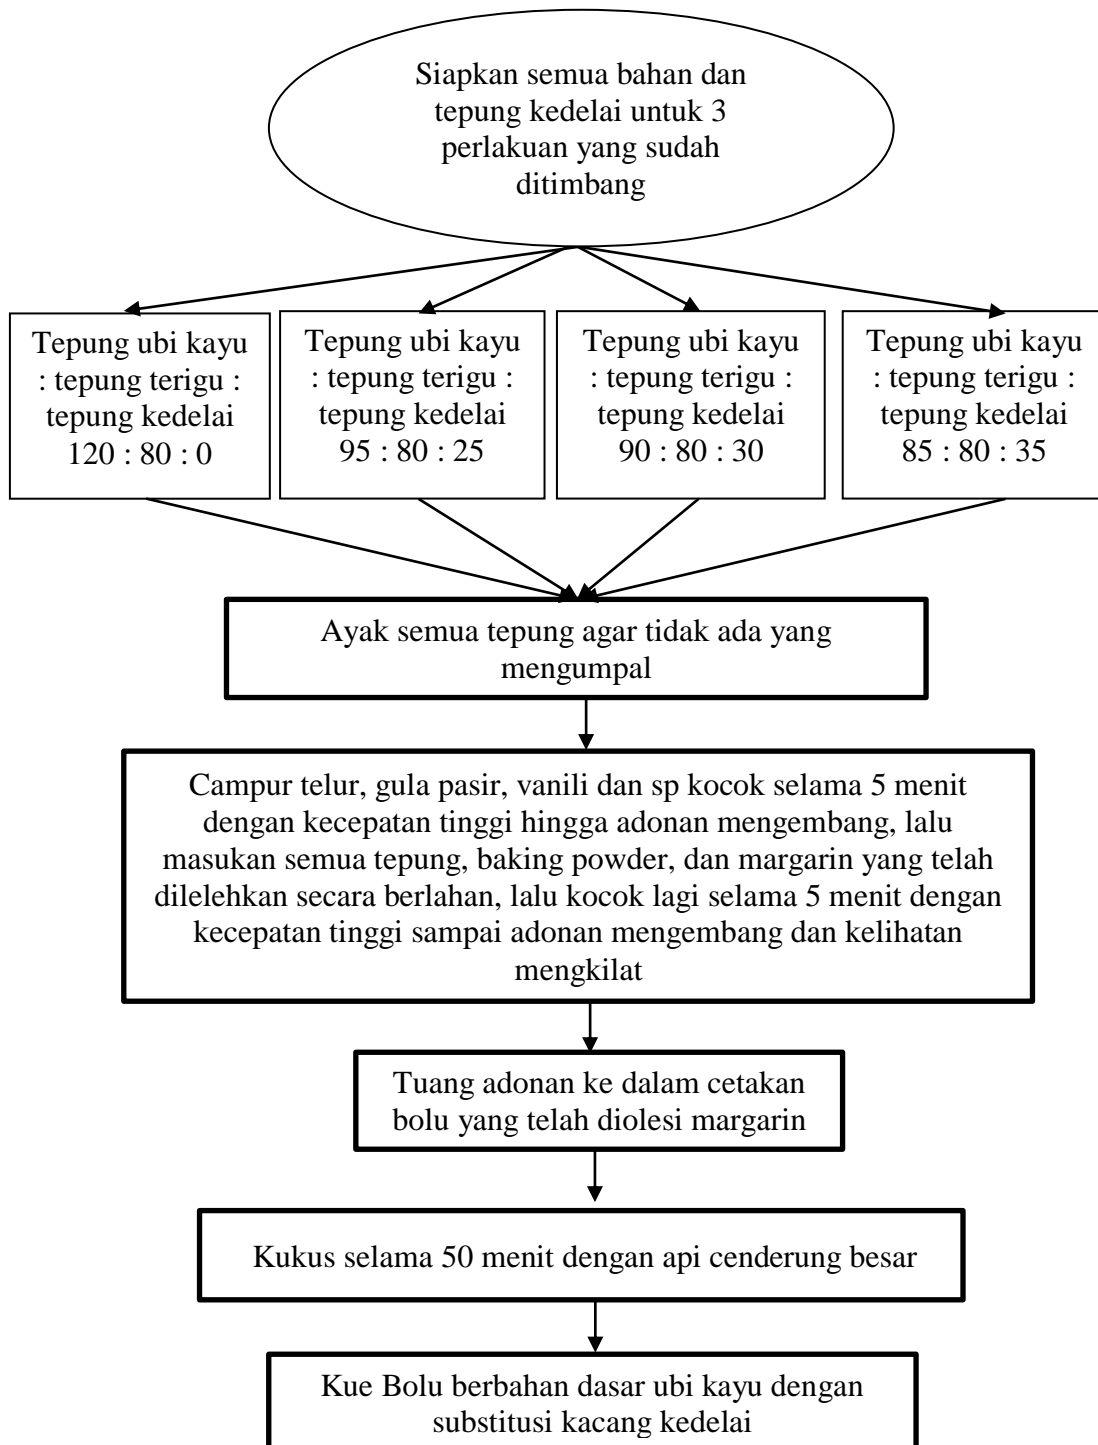 Siapkan semua bahan dan
tepung kedelai untuk 3
perlakuan yang sudah
ditimbang
Tepung ubi kayu
: tepung terigu :
tepung kedelai
120 : 80 : 0
Tepung ubi kayu
: tepung terigu :
tepung kedelai
95 : 80 : 25
Tepung ubi kayu
: tepung terigu :
tepung kedelai
90 : 80 : 30
Tepung ubi kayu
: tepung terigu :
tepung kedelai
85 : 80 : 35
Ayak semua tepung agar tidak ada yang
mengumpal
Campur telur, gula pasir, vanili dan sp kocok selama 5 menit
dengan kecepatan tinggi hingga adonan mengembang, lalu
masukan semua tepung, baking powder, dan margarin yang telah
dilelehkan secara berlahan, lalu kocok lagi selama 5 menit dengan
kecepatan tinggi sampai adonan mengembang dan kelihatan
mengkilat
Tuang adonan ke dalam cetakan
bolu yang telah diolesi margarin
Kukus selama 50 menit dengan api cenderung besar
Kue Bolu berbahan dasar ubi kayu dengan
substitusi kacang kedelai